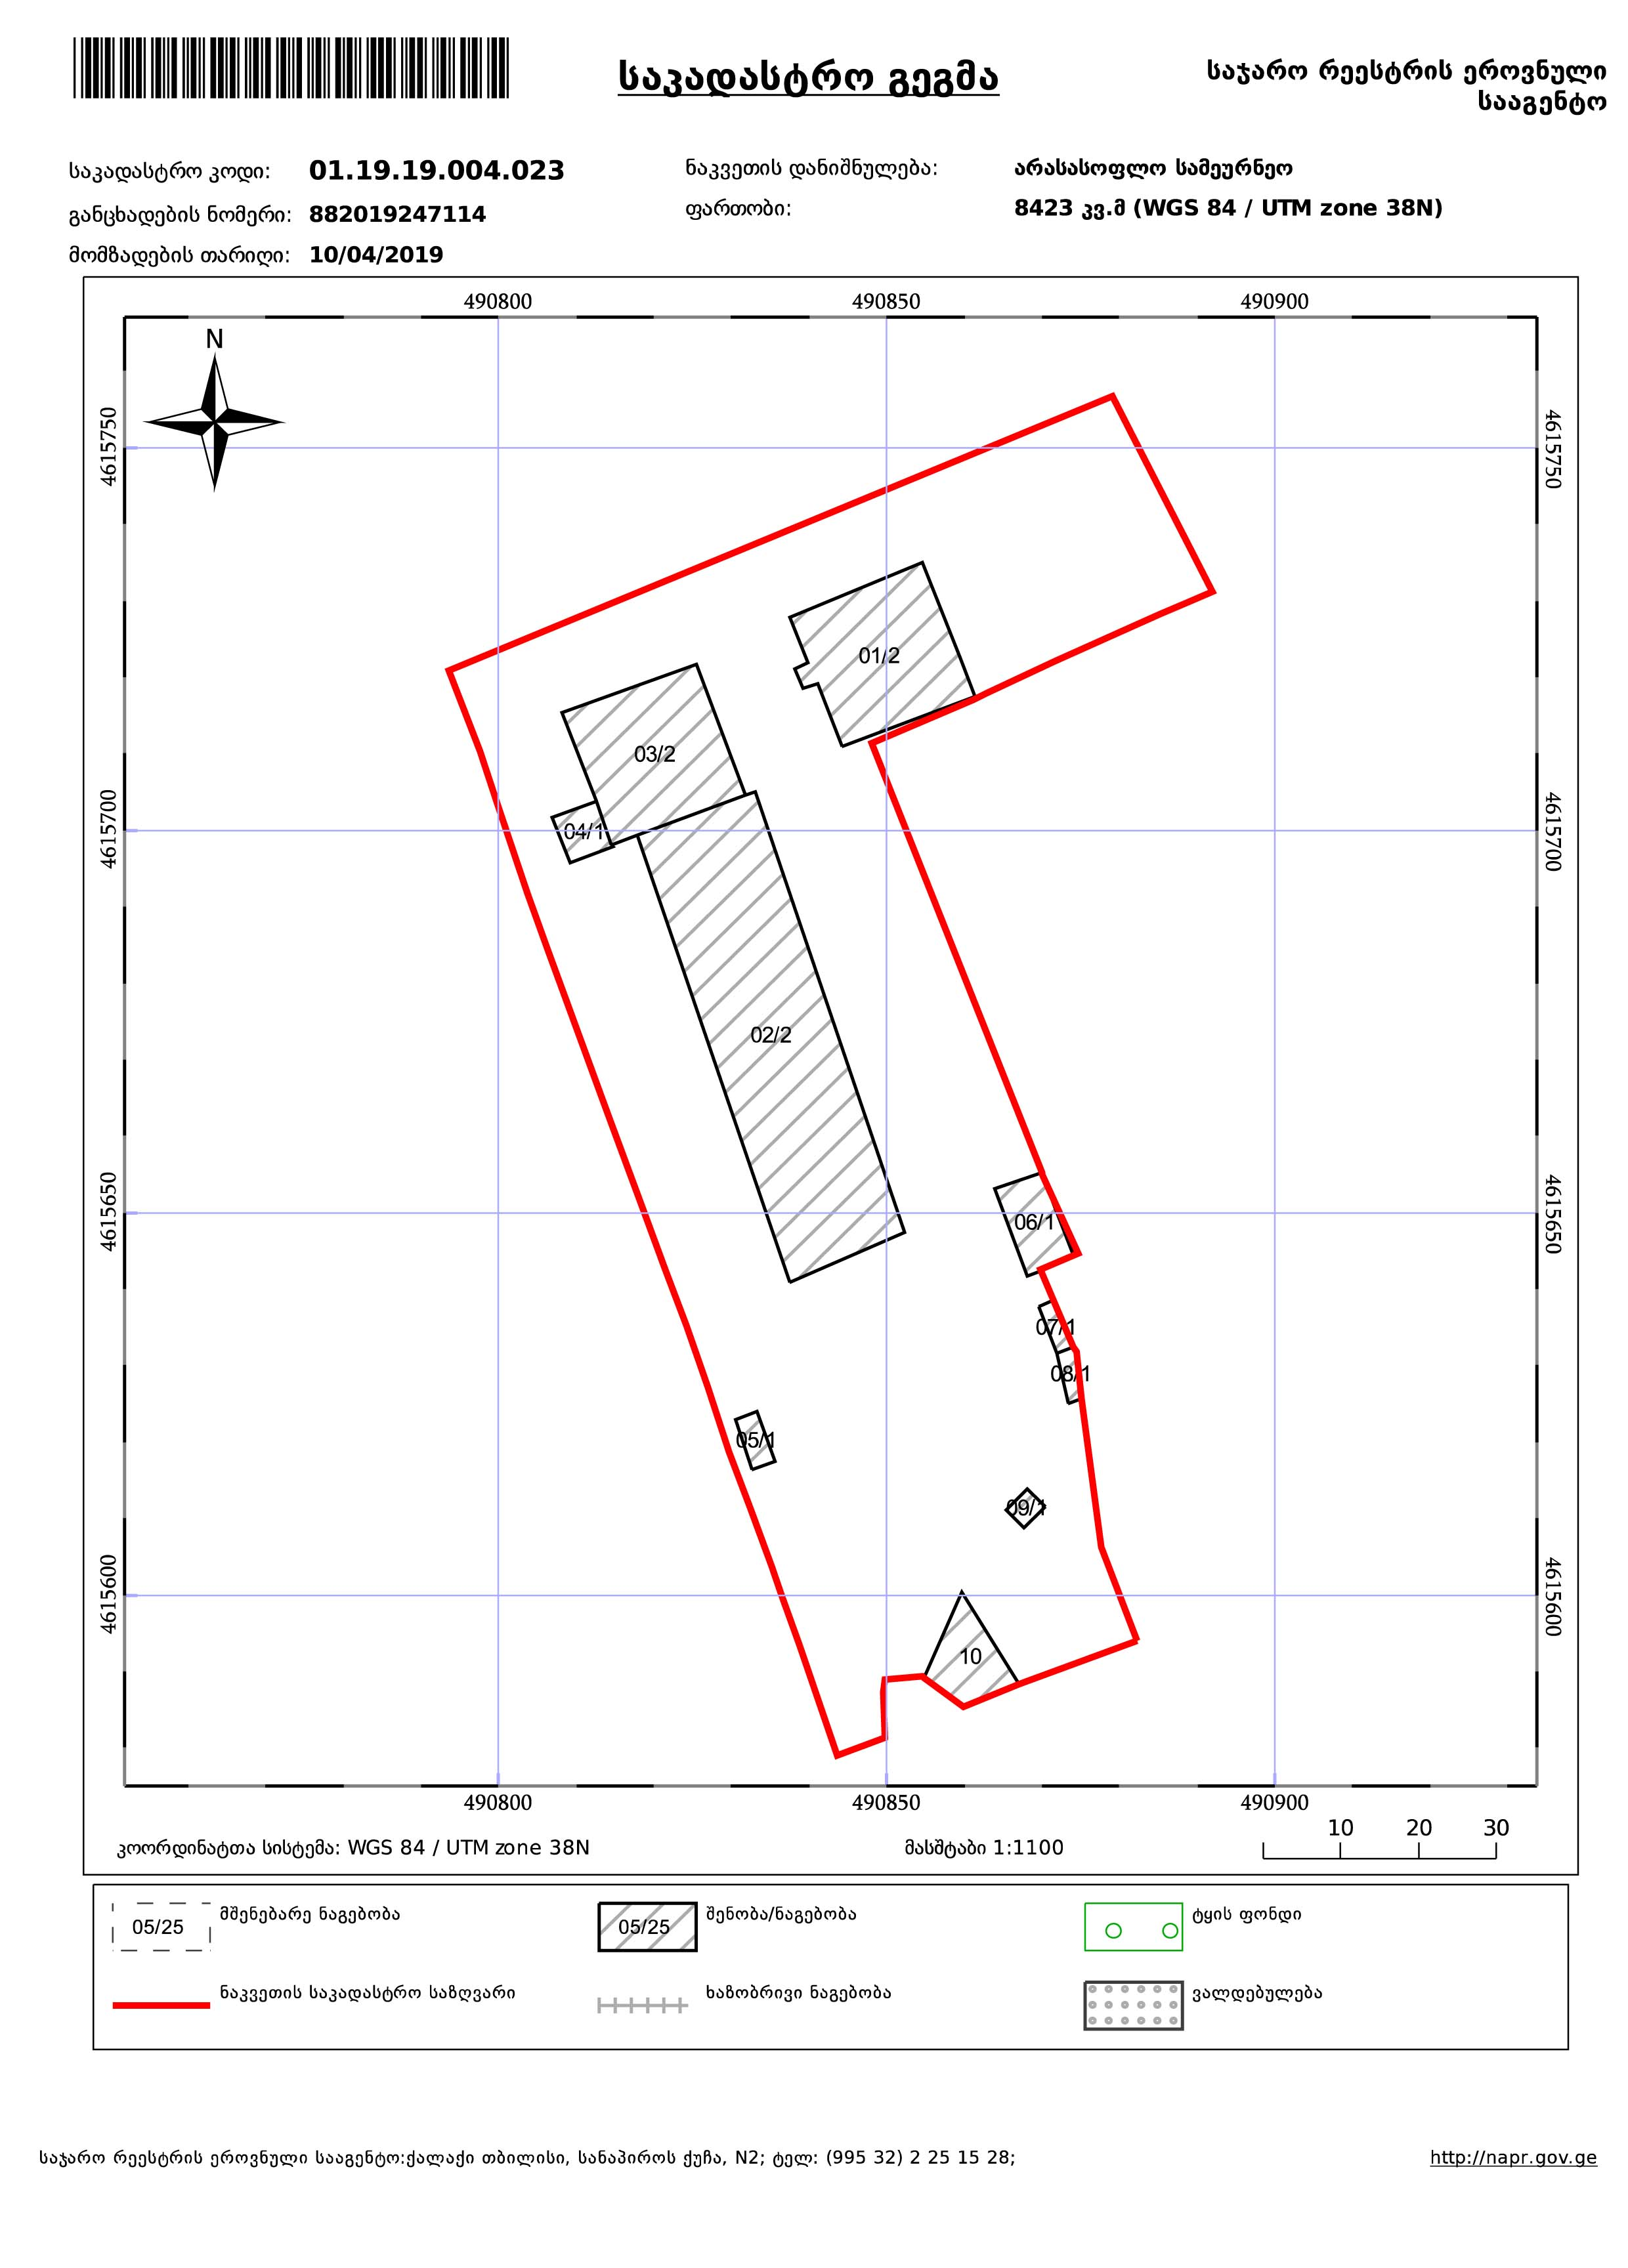 საკადასტრო გეგმა
საჯარო რეესტრის ეროვნული
სააგენტო
საკადასტრო კოდი: 01.19.19.004.023
განცხადების ნომერი: 882019247114
მომზადების თარიღი: 10/04/2019
ნაკვეთის დანიშნულება: არასასოფლო სამეურნეო
ფართობი: 8423 კვ.მ (WGS 84 / UTM zone 38N)
490800 490850 490900
N
4615750 4615750
01/2
03/2
4615700 04/1 4615700
02/2
4615650 06/1 4615650
07/1
08/1
05/1
09/1
4615600 4615600
10
490800 490850 490900
10 20 30
კოორდინატთა სისტემა: WGS 84 / UTM zone 38N
მასშტაბი 1:1100
05/25 მშენებარე ნაგებობა
05/25 შენობა/ნაგებობა
ტყის ფონდი
ნაკვეთის საკადასტრო საზღვარი
ხაზობრივი ნაგებობა
ვალდებულება
საჯარო რეესტრის ეროვნული სააგენტო:ქალაქი თბილისი, სანაპიროს ქუჩა, N2; ტელ: (995 32) 2 25 15 28;
http://napr.gov.ge